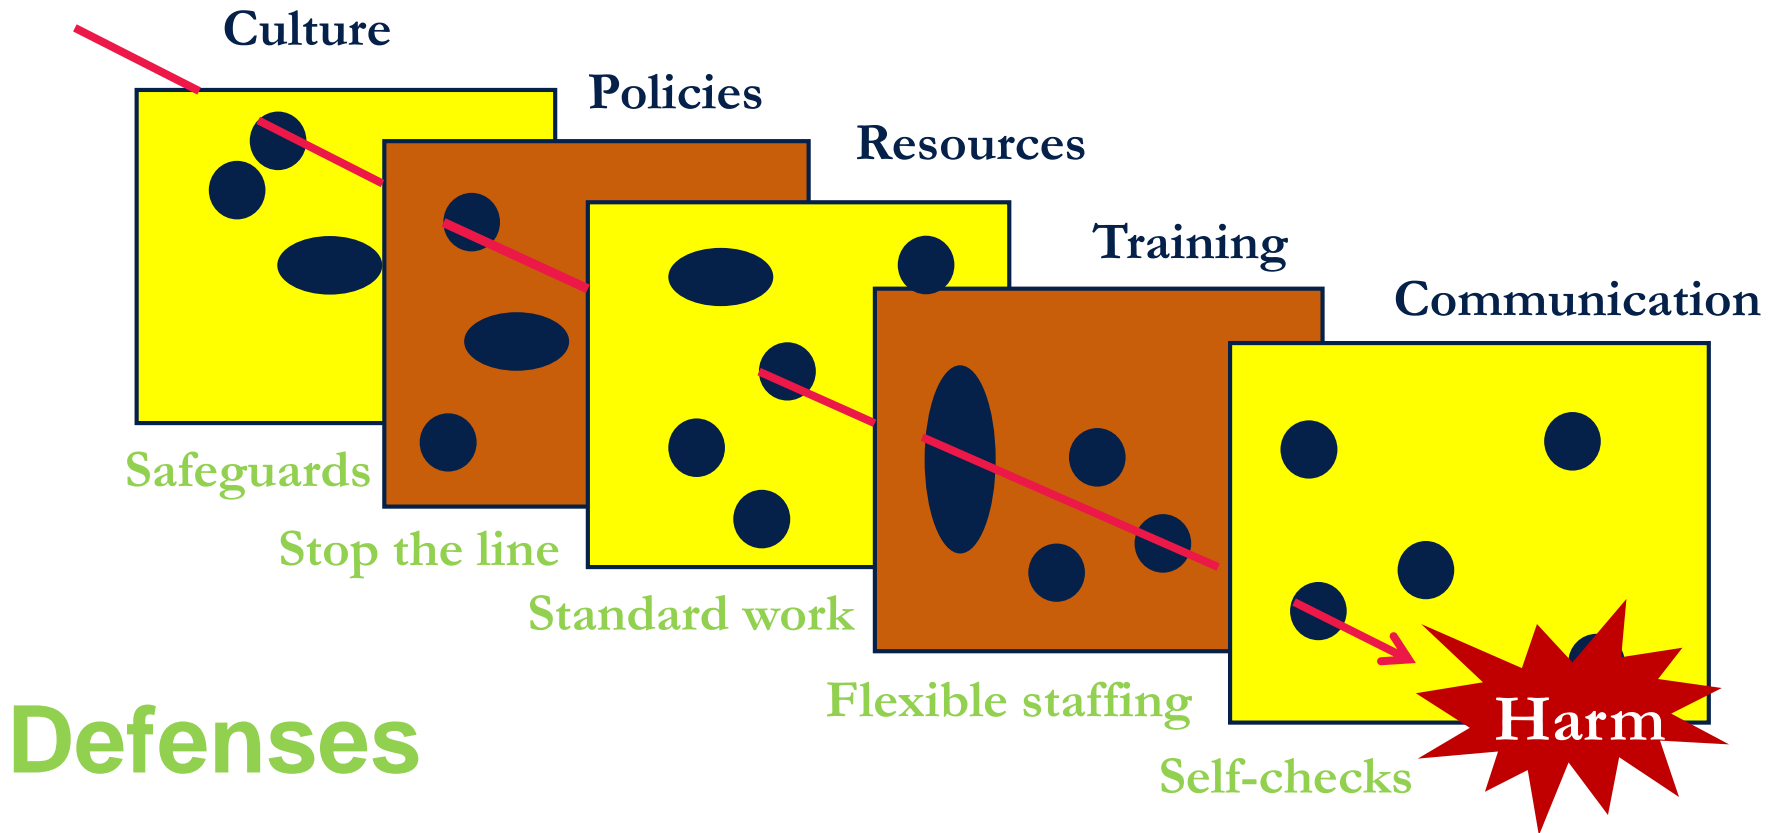 Culture
Policies
Resources
Training
Communication
Safeguards
Stop the line
Standard work
Flexible staffing
Self-checks
Defenses
Harm